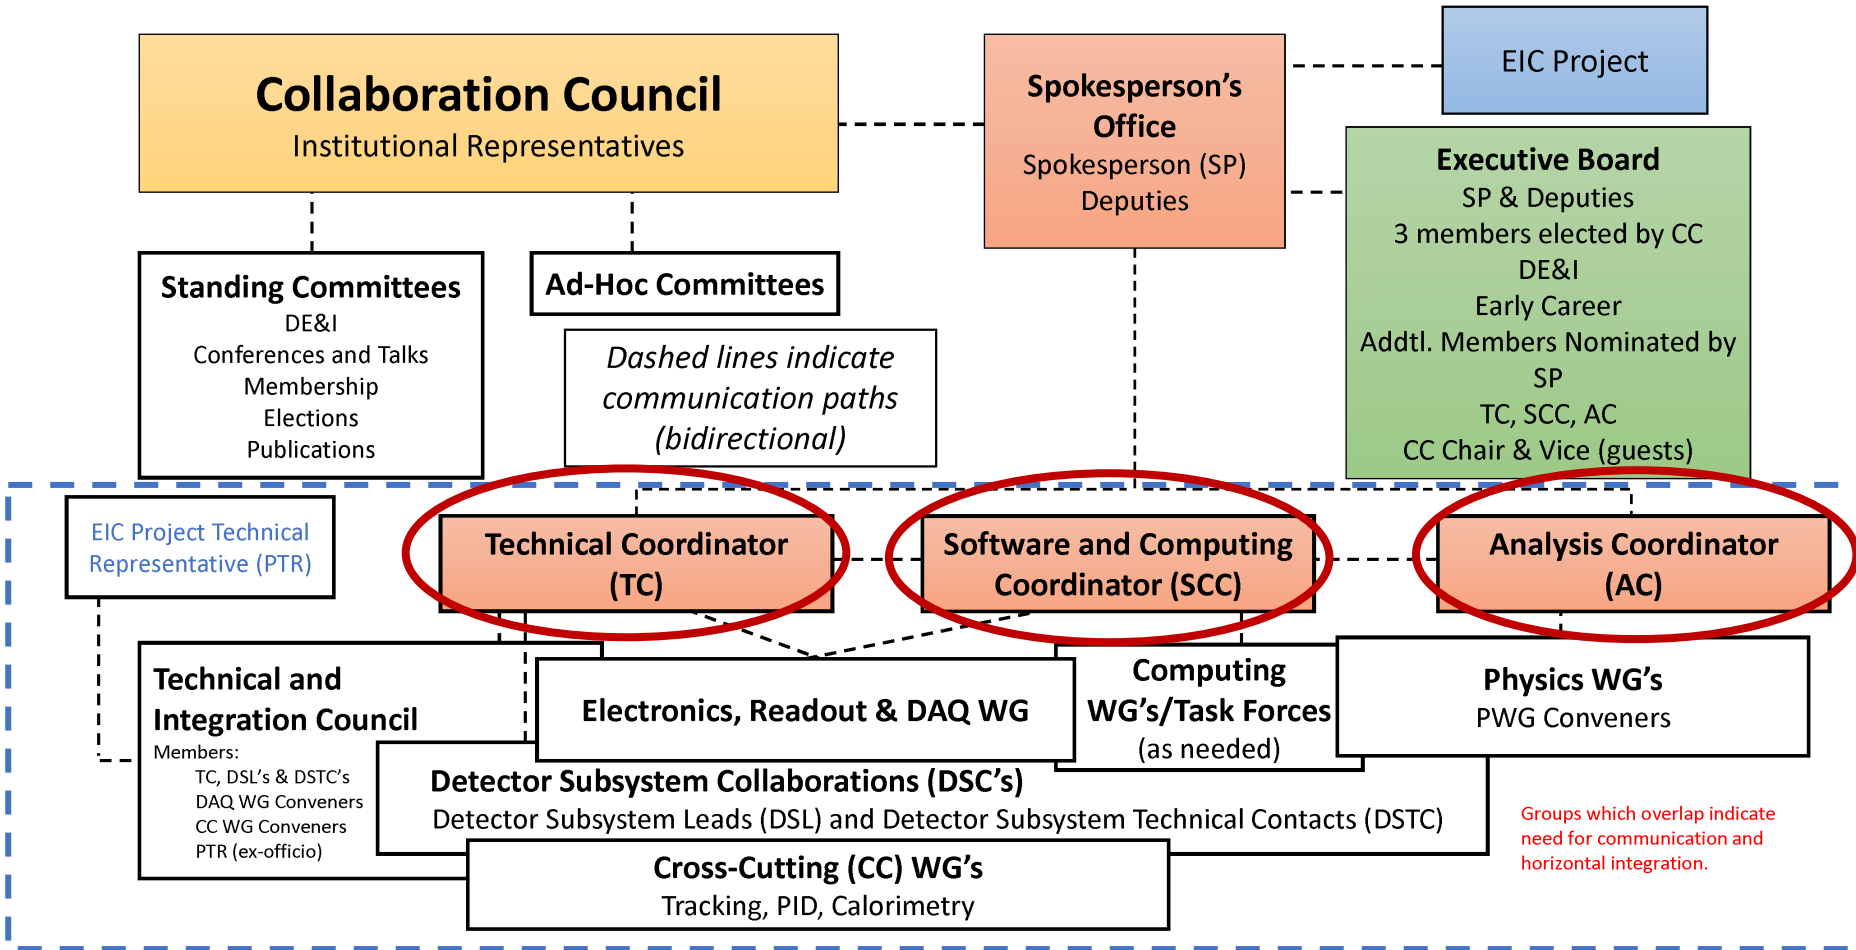 Collaboration Council
Institutional Representatives
Spokesperson's
Office
Spokesperson (SP)
Deputies
EIC Project
Executive Board
SP & Deputies
3 members elected by CC
DE&I
Early Career
Addtl. Members Nominated by
SP
TC, SCC, AC
CC Chair & Vice (guests)
Standing Committees
DE&I
Conferences and Talks
Membership
Elections
Publications
Ad-Hoc Committees
Dashed lines indicate
communication paths
(bidirectional)
EIC Project Technical
Representative (PTR)
Technical Coordinator
(TC)
Software and Computing
Coordinator (SCC)
Analysis Coordinator
(AC)
Technical and
Integration Council
Members:
TC, DSL's & DSTC's
DAQ WG Conveners
CC WG Conveners
PTR (ex-officio)
Electronics, Readout & DAQ WG
Computing
WG's/Task Forces
(as needed)
Physics WG's
PWG Conveners
Detector Subsystem Collaborations (DSC's)
Detector Subsystem Leads (DSL) and Detector Subsystem Technical Contacts (DSTC)
Cross-Cutting (CC) WG's
Tracking, PID, Calorimetry
Groups which overlap indicate
need for communication and
horizontal integration.